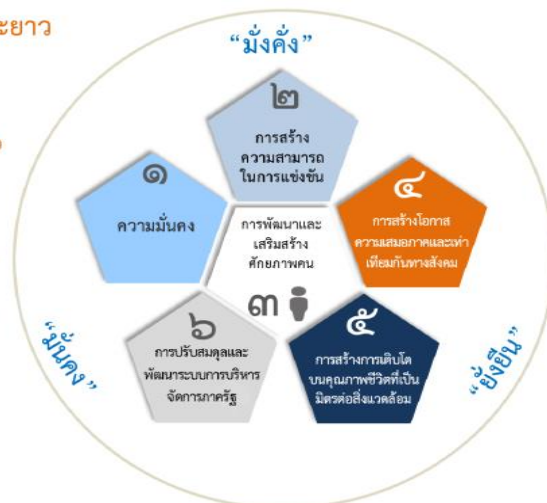 ะยาว
“มั่งคั่ง”
๒
การสร้าง
ความสามารถ
ในการแข่งขัน
๑
ความมั่นคง
๔
การสร้างโอกาส
ความเสมอภาคและเท่า
เทียมกันทางสังคม
การพัฒนาและ
เสริมสร้าง
ศักยภาพคน
๓
๖
การปรับสมดุลและ
พัฒนาระบบการบริหาร
จัดการภาครัฐ
๕
การสร้างการเติบโต
บนคุณภาพชีวิตที่เป็น
มิตรต่อสิ่งแวดล้อม
“มั่นคง”
“ยั่งยืน”